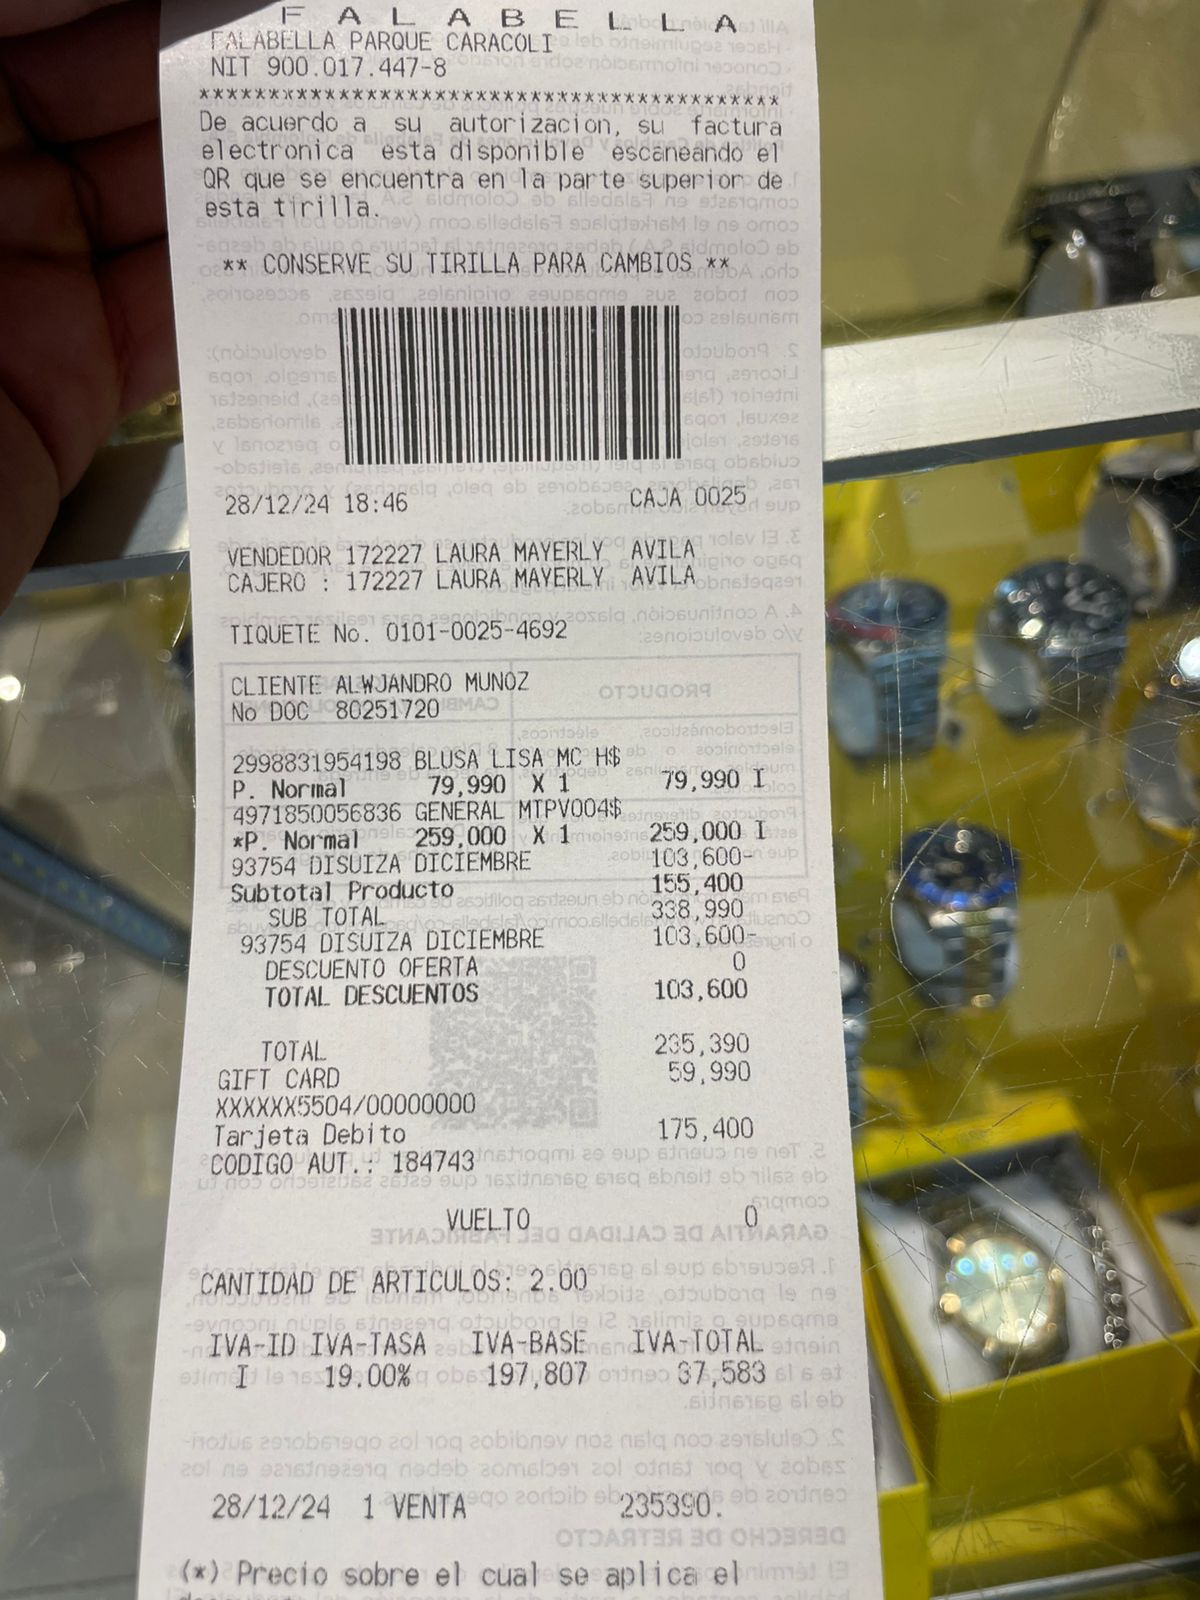 FALABELLA
FALABELLA PARQUE CARACOLI
NIT 900.017.447-8
******************************************
De acuerdo a su autorizacion, su factura
electronica esta disponible escaneando el
QR que se encuentra en la parte superior de
esta tirilla.
** CONSERVE SU TIRILLA PARA CAMBIOS **
28/12/24 18:46 CAJA 0025
VENDEDOR 172227 LAURA MAYERLY AVILA
CAJERO : 172227 LAURA MAYERLY AVILA
TIQUETE No. 0101-0025-4692
CLIENTE ALWJANDRO MUNOZ
No DOC 80251720
2998831954198 BLUSA LISA MC H$
P. Normal 79,990 X 1 79,990 I
4971850056836 GENERAL MTPV004$
*P. Normal 259,000 X 1 259,000 I
93754 DISUIZA DICIEMBRE 103,600-
Subtotal Producto 155,400
SUB TOTAL 338,990
93754 DISUIZA DICIEMBRE 103,600-
DESCUENTO OFERTA 0
TOTAL DESCUENTOS 103,600
TOTAL 235,390
GIFT CARD 59,990
XXXXXX5504/00000000
Tarjeta Debito 175,400
CODIGO AUT.: 184743
VUELTO 0
CANTIDAD DE ARTICULOS: 2.00
IVA-ID IVA-TASA IVA-BASE IVA-TOTAL
I 19.00% 197,807 37,583
28/12/24 1 VENTA 235390.
(*) Precio sobre el cual se aplica el